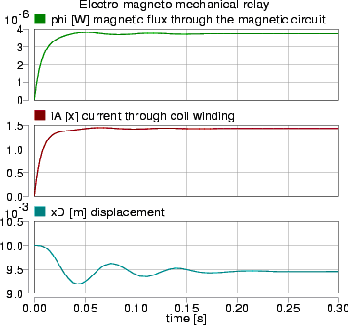 Electro magneto mechanical relay
10^-6
phi [W] magnetic flux through the magnetic circuit
4
3
2
1
0
iA [x] current through coil winding
1.5
1.0
0.5
0.0
10^-3
xD [m] displacement
10.5
10.0
9.5
9.0
0.00 0.05 0.10 0.15 0.20 0.25 0.30
time [s]